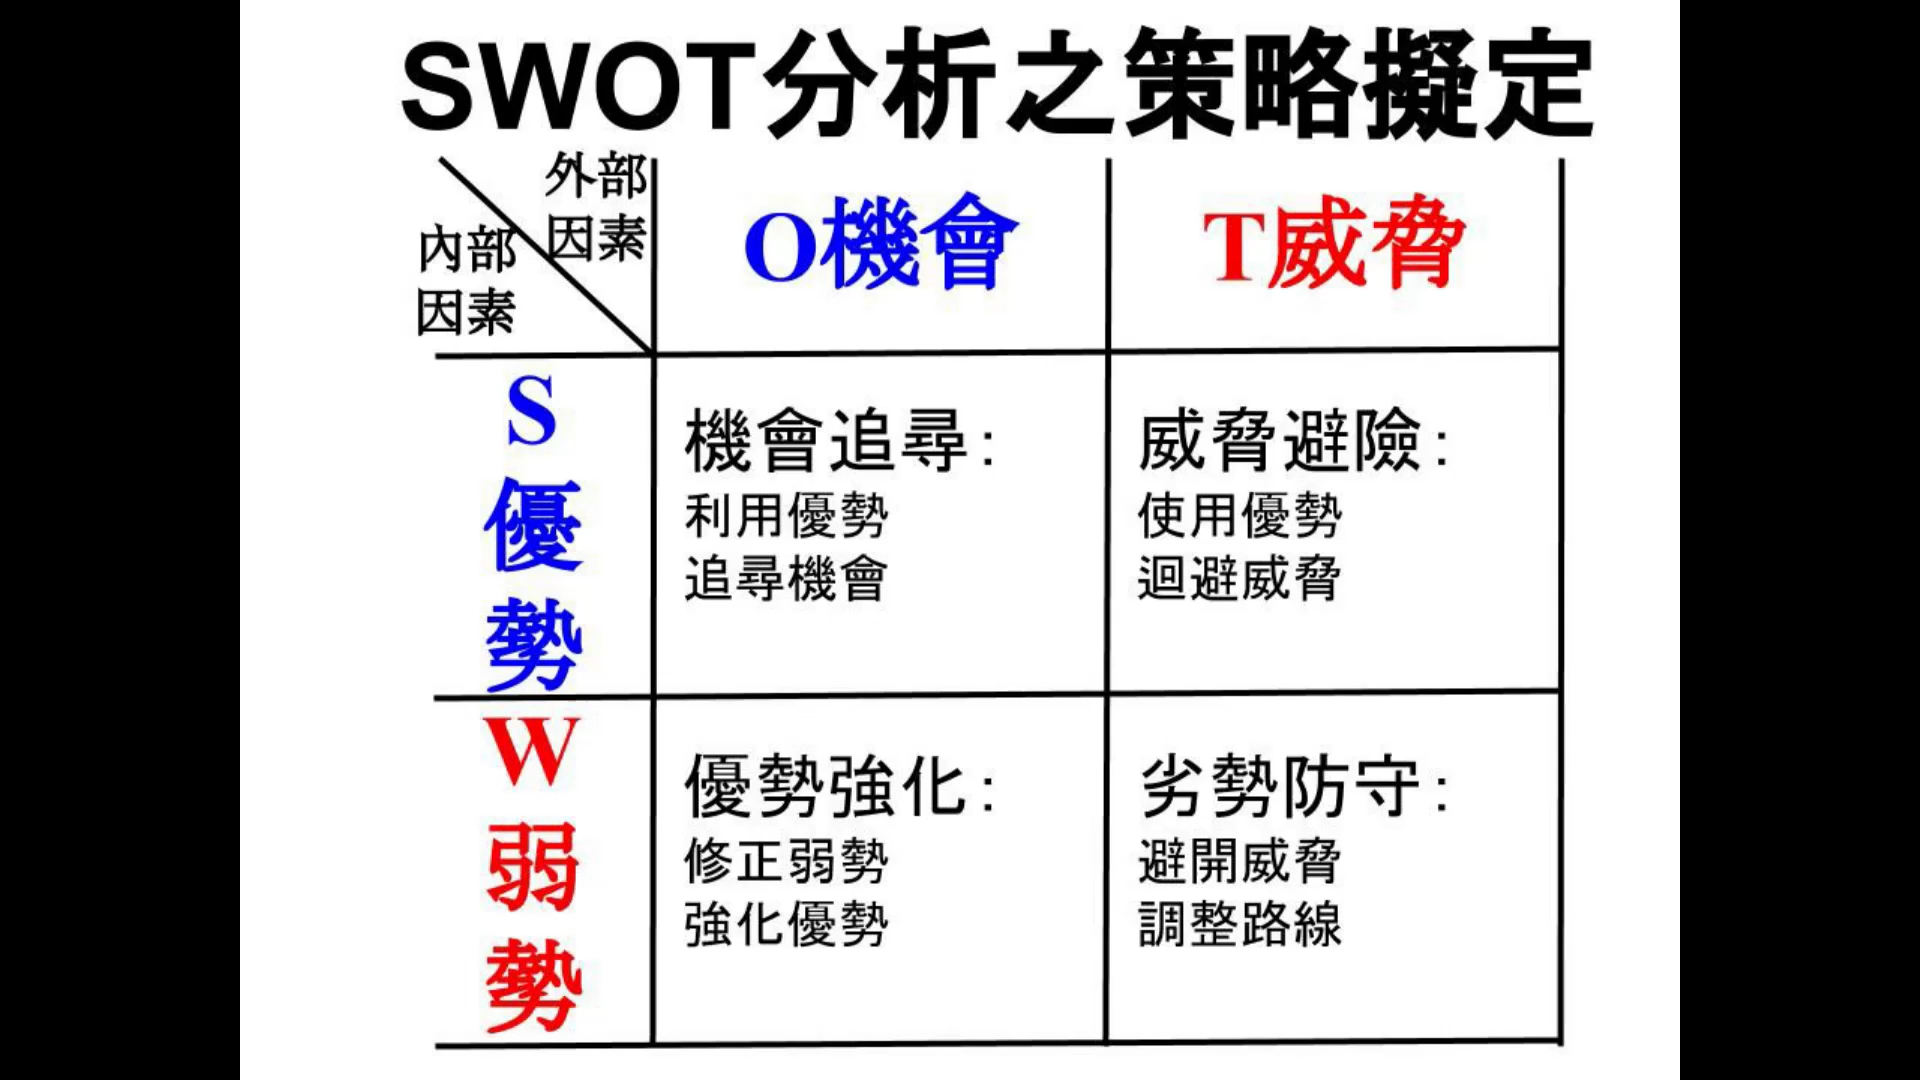 SWOT分析之策略擬定
外部
因素
內部
因素
O機會
T威脅
S
優
勢
機會追尋:
利用優勢
追尋機會
威脅避險:
使用優勢
迴避威脅
W
弱
勢
優勢強化:
修正弱勢
強化優勢
劣勢防守:
避開威脅
調整路線